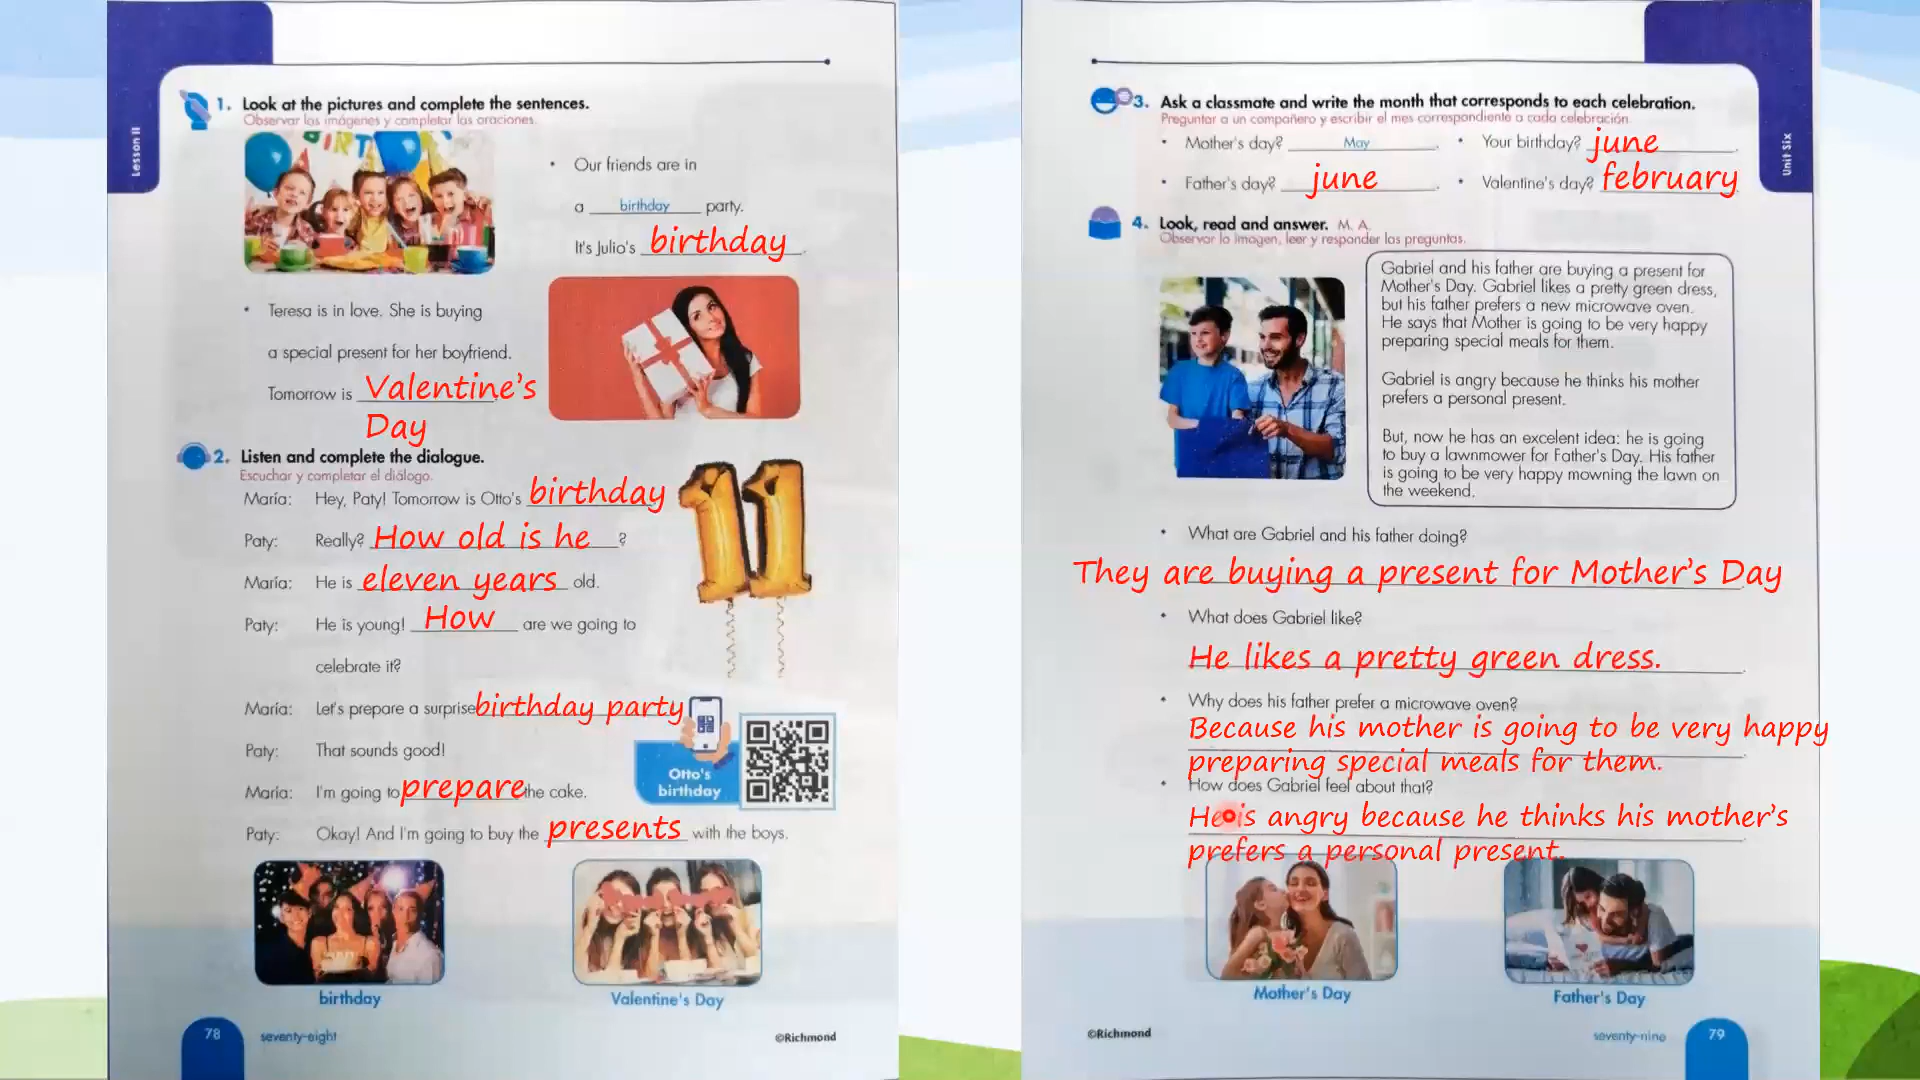 Lesson II
1. Look at the pictures and complete the sentences.
Observar las imágenes y completar las oraciones.
• Our friends are in
a birthday party.
It's Julio's birthday.
• Teresa is in love. She is buying
a special present for her boyfriend.
Tomorrow is Valentine's
Day
2. Listen and complete the dialogue.
Escuchar y completar el diálogo.
María: Hey, Paty! Tomorrow is Otto's birthday
Paty: Really? How old is he ?
María: He is eleven years old.
Paty: He is young! How are we going to
celebrate it?
María: Let's prepare a surprise birthday party
Paty: That sounds good!
María: I'm going to prepare the cake.
Paty: Okay! And I'm going to buy the presents with the boys.
Otto's
birthday
birthday
Valentine's Day
78 seventy-eight
©Richmond
Unit Six
3. Ask a classmate and write the month that corresponds to each celebration.
Preguntar a un compañero y escribir el mes correspondiente a cada celebración.
• Mother's day? May. • Your birthday? june.
• Father's day? june. • Valentine's day? february.
4. Look, read and answer. M. A.
Observar la imagen, leer y responder las preguntas.
Gabriel and his father are buying a present for
Mother's Day. Gabriel likes a pretty green dress,
but his father prefers a new microwave oven.
He says that Mother is going to be very happy
preparing special meals for them.
Gabriel is angry because he thinks his mother
prefers a personal present.
But, now he has an excelent idea: he is going
to buy a lawnmower for Father's Day. His father
is going to be very happy mowning the lawn on
the weekend.
• What are Gabriel and his father doing?
They are buying a present for Mother's Day
• What does Gabriel like?
He likes a pretty green dress.
• Why does his father prefer a microwave oven?
Because his mother is going to be very happy
preparing special meals for them.
• How does Gabriel feel about that?
He is angry because he thinks his mother's
prefers a personal present.
Mother's Day
Father's Day
©Richmond
seventy-nine 79